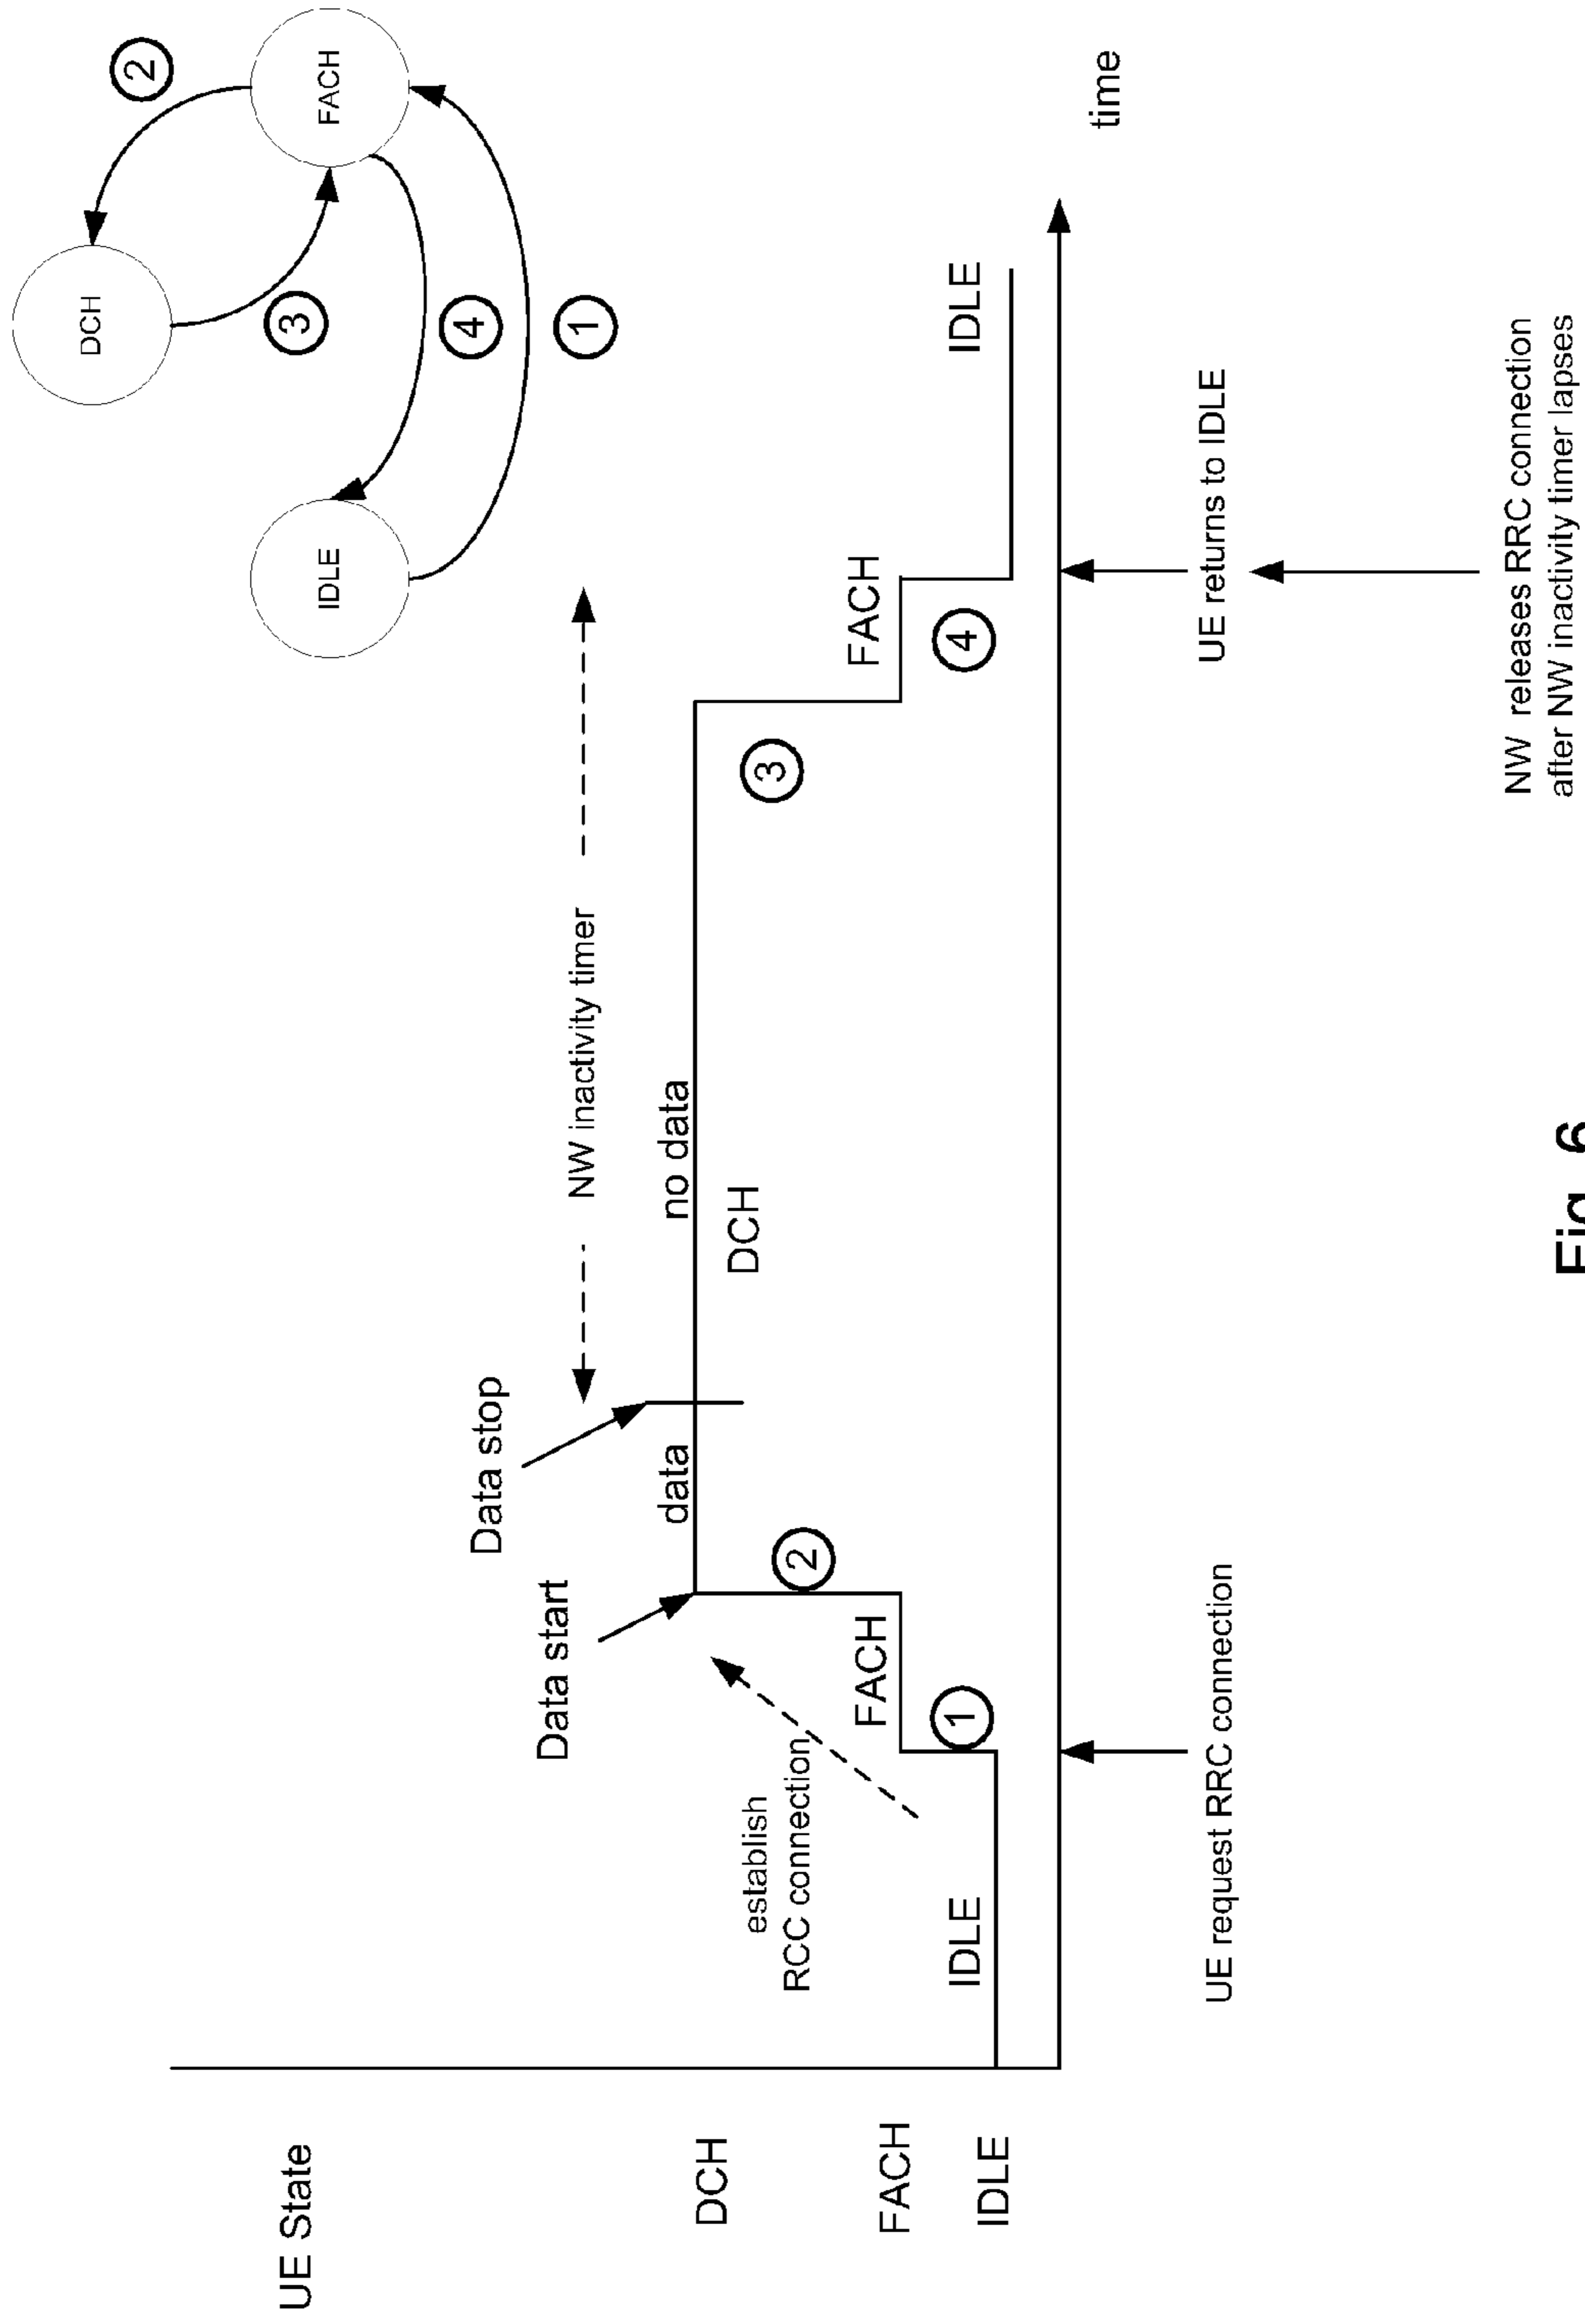 UE State
DCH
FACH
IDLE
DCH
FACH
IDLE
2
3
4
1
Data start
Data stop
NW inactivity timer
data
no data
establish
RCC connection
DCH
FACH
FACH
IDLE
IDLE
1
2
3
4
time
UE request RRC connection
UE returns to IDLE
NW releases RRC connection
after NW inactivity timer lapses
Fig. 6